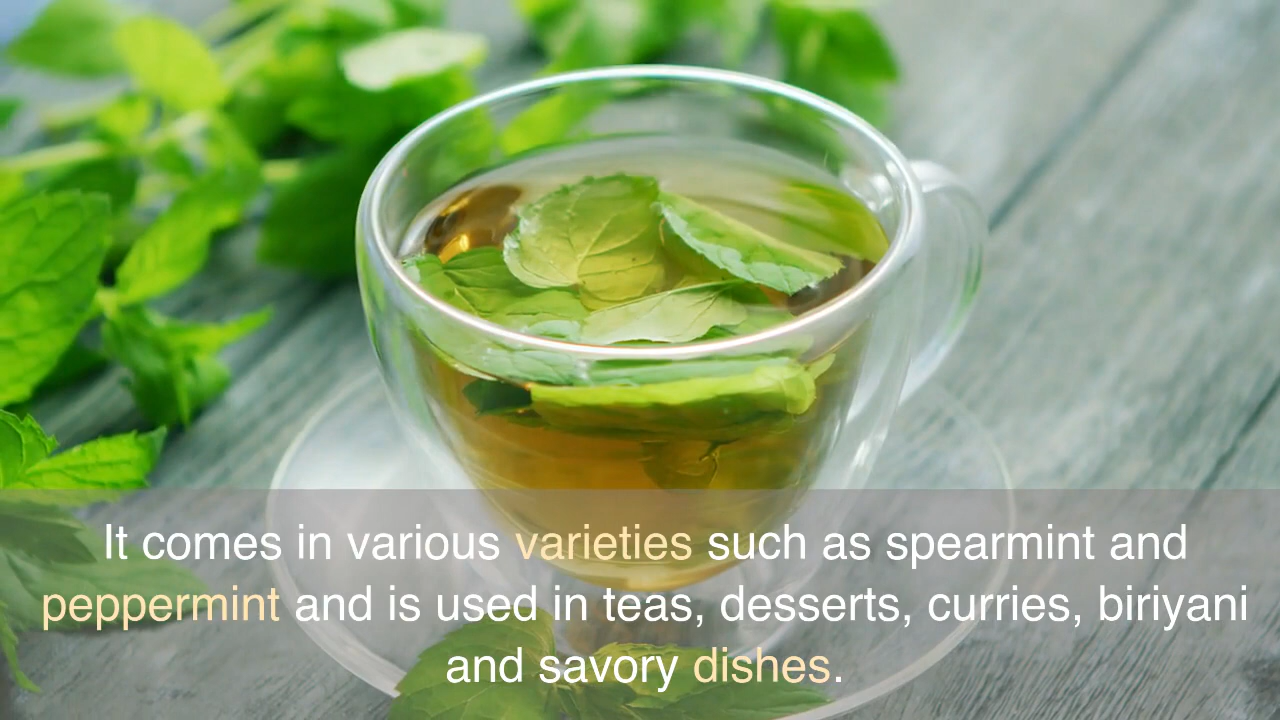 It comes in various varieties such as spearmint and
peppermint and is used in teas, desserts, curries, biriyani
and savory dishes.